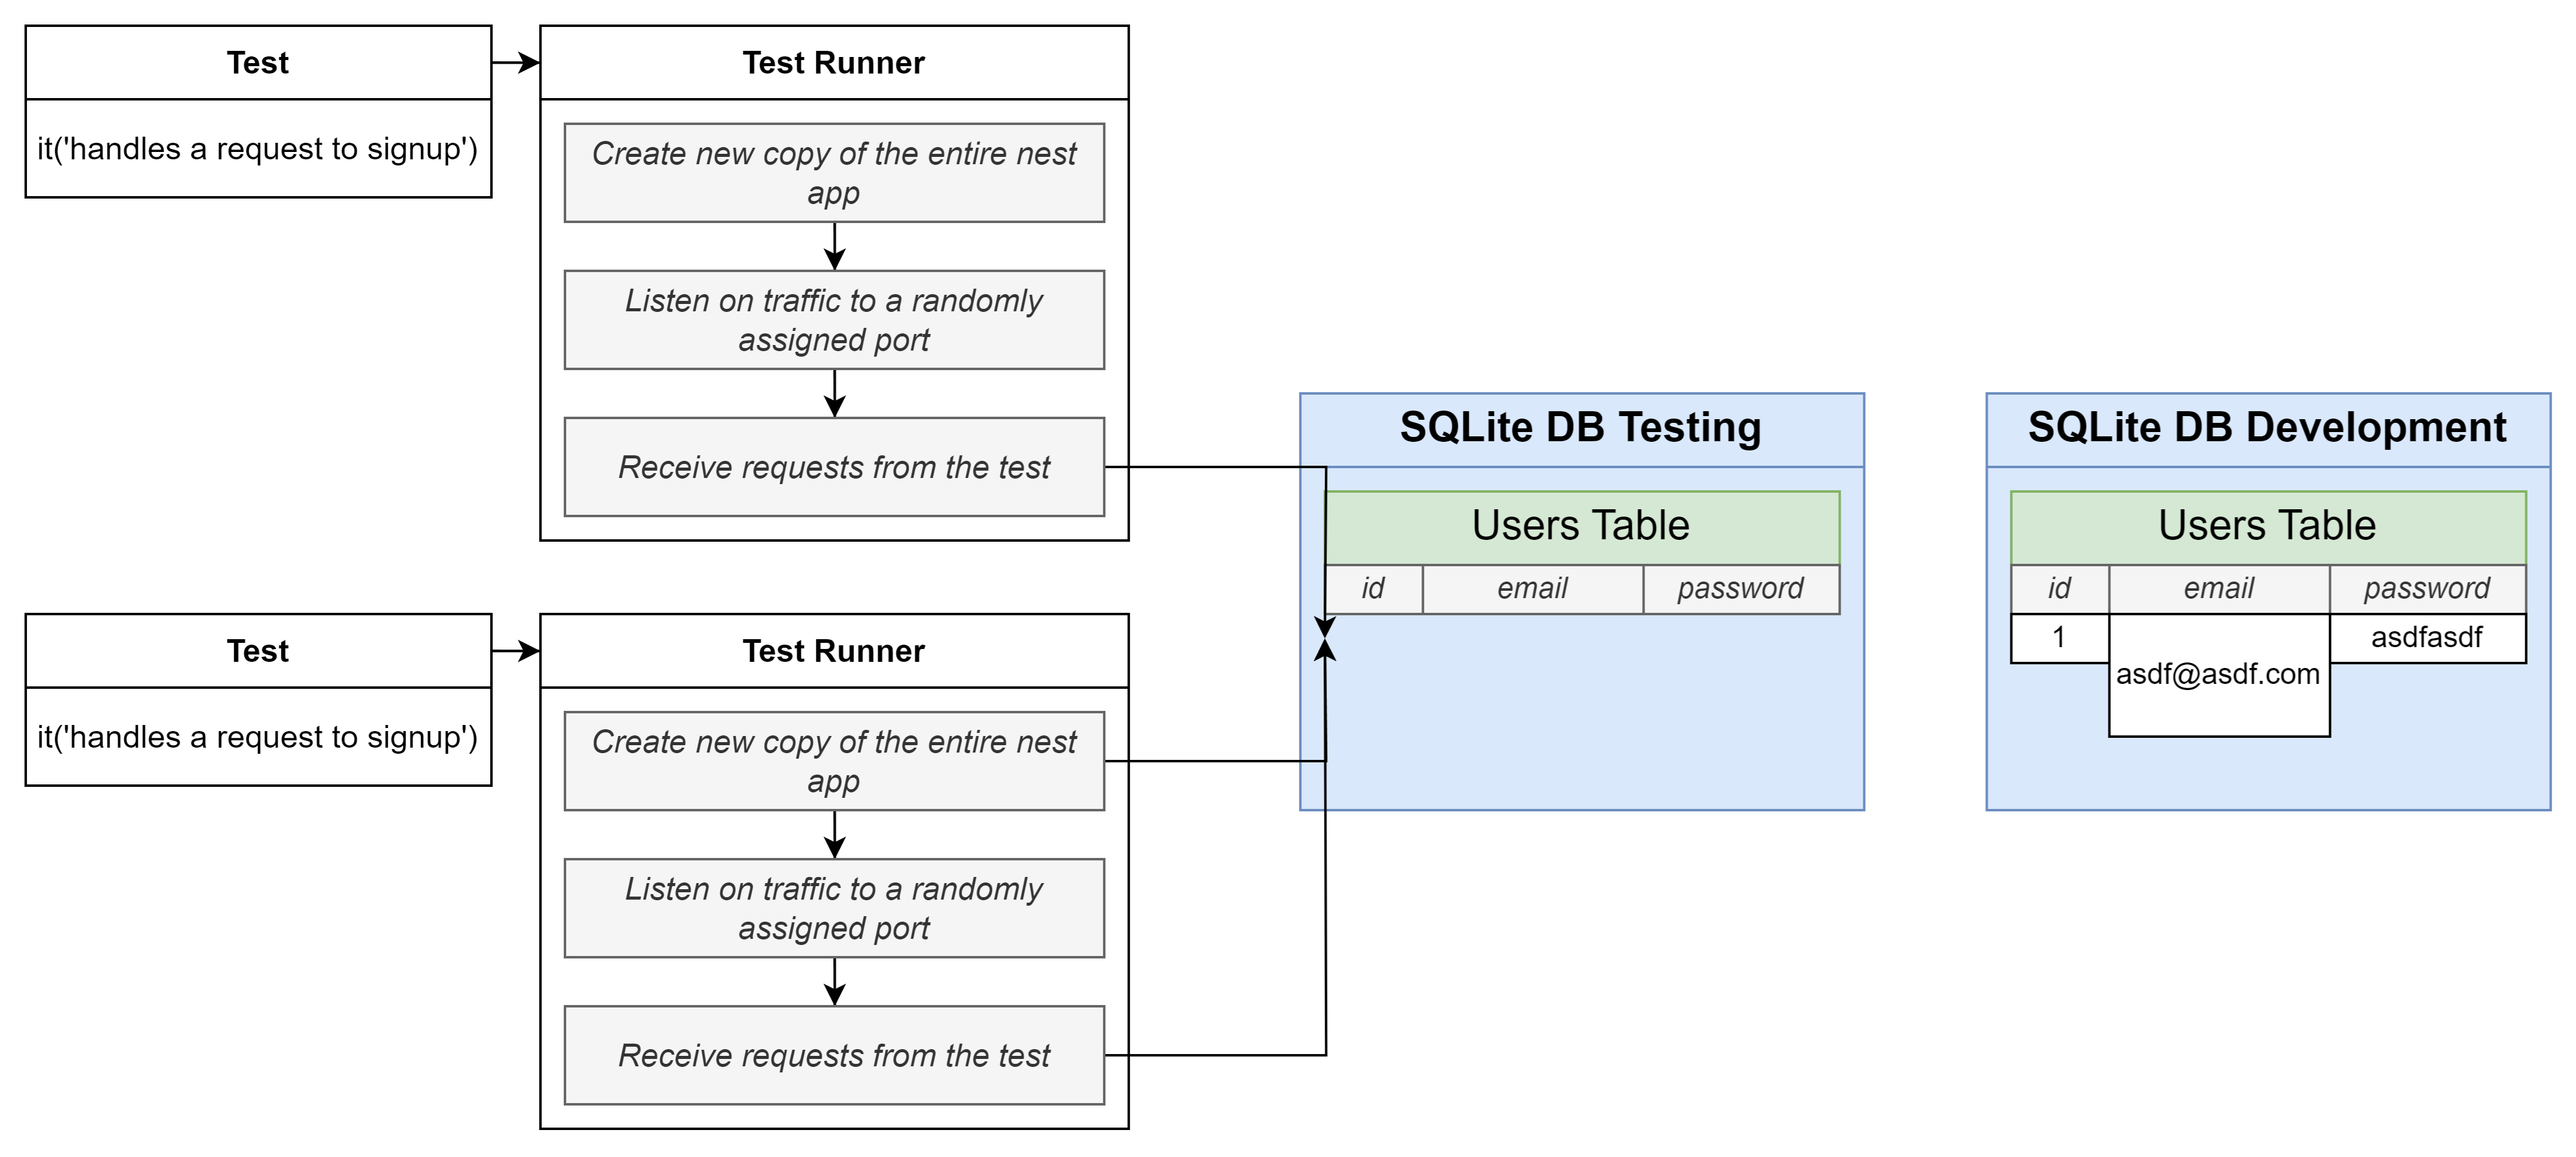 Test
it('handles a request to signup')
Test Runner
Create new copy of the entire nest
app
Listen on traffic to a randomly
assigned port
Receive requests from the test
Test
it('handles a request to signup')
Test Runner
Create new copy of the entire nest
app
Listen on traffic to a randomly
assigned port
Receive requests from the test
SQLite DB Testing
Users Table
id email password
SQLite DB Development
Users Table
id email password
1 asdf@asdf.com asdfasdf